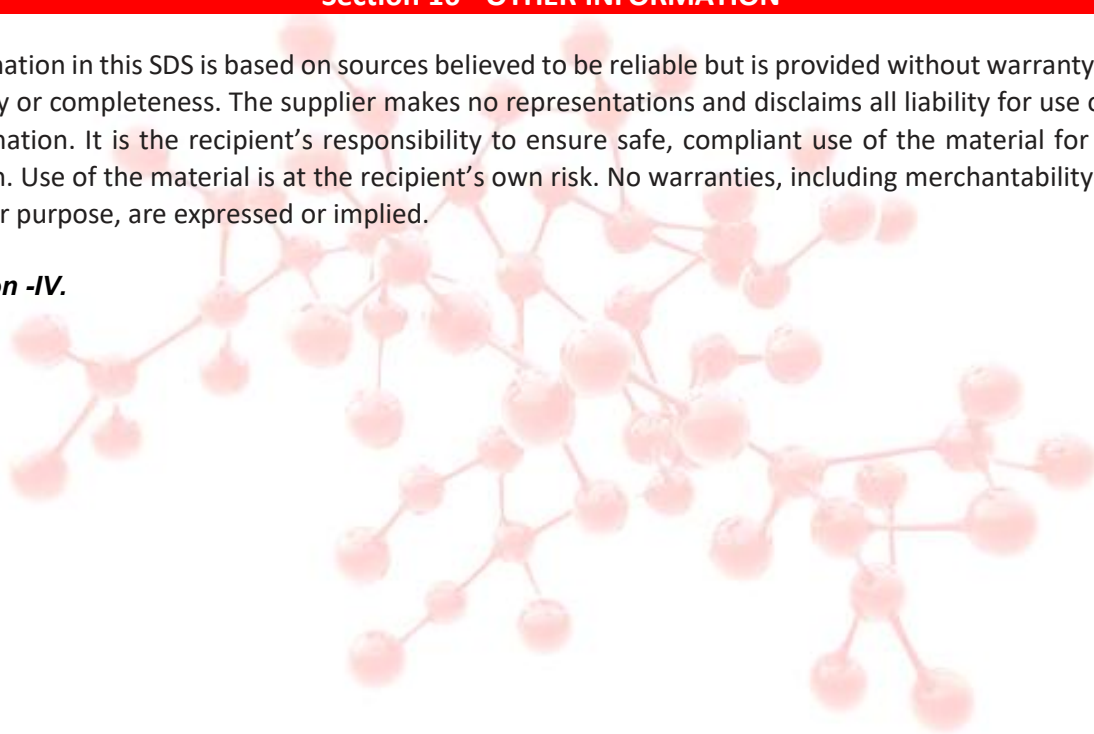 Section 16 - OTHER INFORMATION
mation in this SDS is based on sources believed to be reliable but is provided without warranty
y or completeness. The supplier makes no representations and disclaims all liability for use o
mation. It is the recipient’s responsibility to ensure safe, compliant use of the material for
n. Use of the material is at the recipient’s own risk. No warranties, including merchantability
r purpose, are expressed or implied.
on -IV.